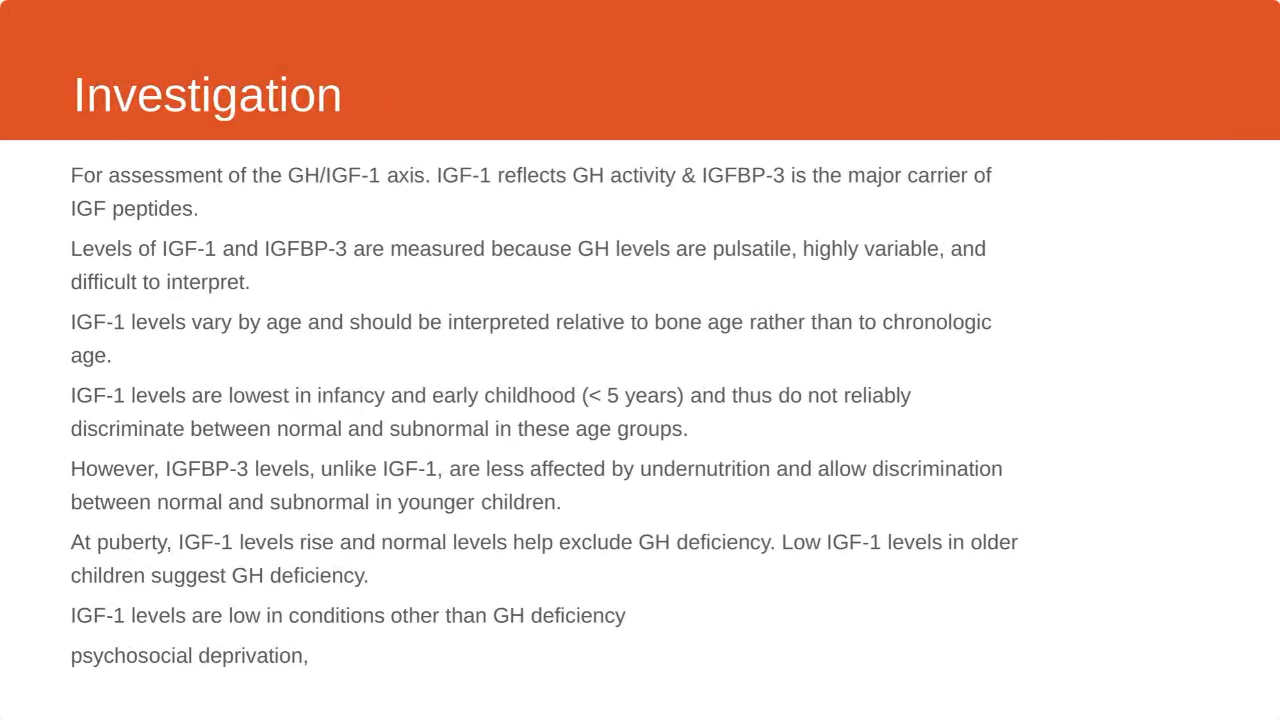 Investigation
For assessment of the GH/IGF-1 axis. IGF-1 reflects GH activity & IGFBP-3 is the major carrier of
IGF peptides.
Levels of IGF-1 and IGFBP-3 are measured because GH levels are pulsatile, highly variable, and
difficult to interpret.
IGF-1 levels vary by age and should be interpreted relative to bone age rather than to chronologic
age.
IGF-1 levels are lowest in infancy and early childhood (< 5 years) and thus do not reliably
discriminate between normal and subnormal in these age groups.
However, IGFBP-3 levels, unlike IGF-1, are less affected by undernutrition and allow discrimination
between normal and subnormal in younger children.
At puberty, IGF-1 levels rise and normal levels help exclude GH deficiency. Low IGF-1 levels in older
children suggest GH deficiency.
IGF-1 levels are low in conditions other than GH deficiency
psychosocial deprivation,